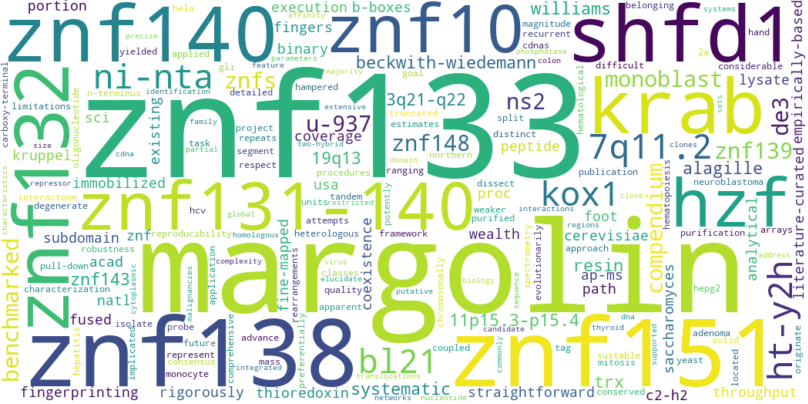 portion
hela
affinity
execution b-boxes
williams
magnitude
belonging
systems
znf140
precise
applied
znf10
shfd1
hand
yielded
fingers
binary
recurrent
cdnas
phosphatase
2a
gli
feature
parameters
beckwith-wiedemann
colon
difficult
considerable
empirically-based
carboxy-terminal
znf132
ni-nta
n-terminus
identification
majority
goal
monoblast
sets
lysate
limitations
znfs
detailed
hampered
extensive
3q21-q22
truncated
ns2
split
hematological
krab
de3
oligonucleotide
existing
family
repeats
project
two-hybrid
u-937
estimates
distinct
sci
cdna
task
partial
znf133
coverage
domain
peptide
size
segment
respect
znf148
northern
clones
kruppel
procedures
19q13
ranging
publication
7q11.2
znf139
characteristics
repressor
immobilized
usa
proc
close
hematopoiesis
neuroblastoma
alagille
interactome
hcv
unit
restricted
tandem
dissect
kox1
degenerate
znf131-140
potently
weaker
purified
interactions
foot
regions
purification
arrays
hzf
subdomain
znf
global
reproducibility
homologous
attempts
heterologous
framework
wealth
cerevisiae
compendium
address
literature-curated
robustness
acad
pull-down
virus
approach
analytical
benchmarked
znf143
characterization
natl
cytoplasmic
margolin
application
complexity
classes
elucidate
fine-mapped
rearrangements
quality
apparent
coexistence
putative
chromosomally
biology
sequence
spectrometry
evolutionarily
resin
ap-ms
path
hepg2
ht-y2h
fused
isolate
probe
future
represent
consensus
monocyte
hepatitis
implicated
znf138
comprehensive
malignancies
preferentially
advance
mass
integrated
translocations
bl21
11p15.3-p15.4
candidate
thyroid
dna
coupled
commonly
tag
znf151
supported
suitable
mitosis
conserved
saccharomyces
yeast
adenoma
solid
located
originate
fingerprinting
rigorously
thioredoxin
systematic
networks
nucleotide
trx
straightforward
c2-h2
throughput